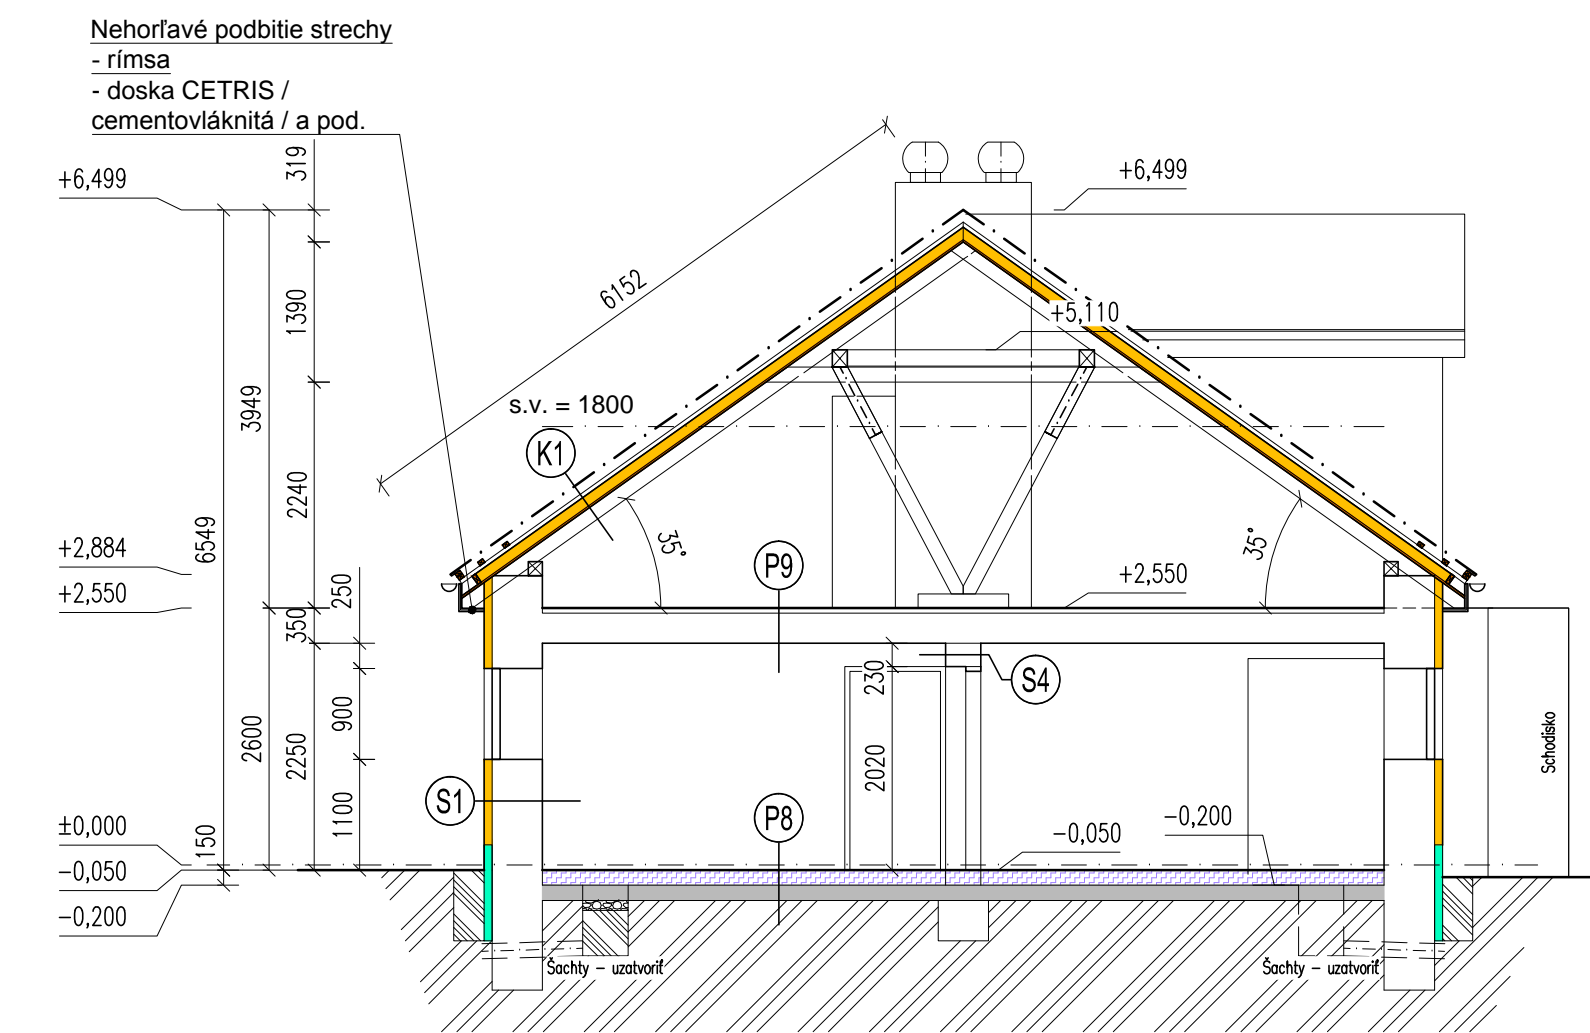 Nehorľavé podbitie strechy
- rímsa
- doska CETRIS /
cementovláknitá / a pod.
319
+6,499
+6,499
6152
1390
+5,110
3949
s.v. = 1800
K1
2240
6549
35°
35°
+2,884
P9
+2,550
+2,550
250
350
230
S4
900
2600
2250
2020
Schodisko
S1
P8
1100
±0,000
150
-0,050
-0,200
-0,050
-0,200
Šachty - uzatvoriť
Šachty - uzatvoriť